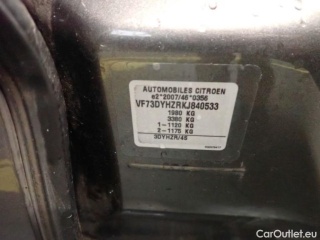 AUTOMOBILES CITROEN
e2*2007/46*0356
VF73DYHZRKJ840533
1980 KG
3380 KG
1-1120 KG
2-1175 KG
3DYHZR/4S
CarOutlet.eu